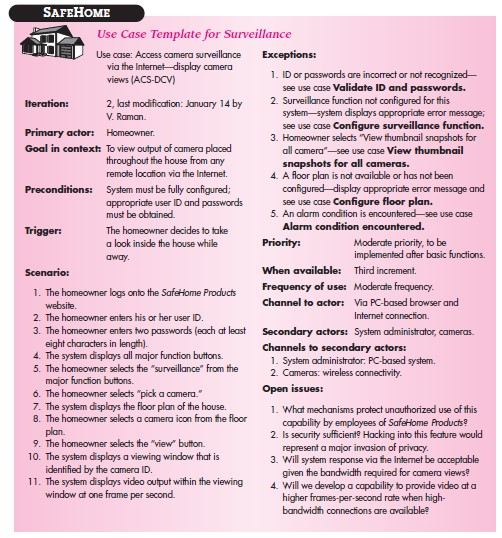 SAFEHOME
Use Case Template for Surveillance
Use case: Access camera surveillance
via the Internet—display camera
views (ACS-DCV)
Iteration: 2, last modification: January 14 by
V. Raman.
Primary actor: Homeowner.
Goal in context: To view output of camera placed
throughout the house from any
remote location via the Internet.
Preconditions: System must be fully configured;
appropriate user ID and passwords
must be obtained.
Trigger: The homeowner decides to take
a look inside the house while
away.
Scenario:
1. The homeowner logs onto the SafeHome Products
website.
2. The homeowner enters his or her user ID.
3. The homeowner enters two passwords (each at least
eight characters in length).
4. The system displays all major function buttons.
5. The homeowner selects the "surveillance" from the
major function buttons.
6. The homeowner selects "pick a camera."
7. The system displays the floor plan of the house.
8. The homeowner selects a camera icon from the floor
plan.
9. The homeowner selects the "view" button.
10. The system displays a viewing window that is
identified by the camera ID.
11. The system displays video output within the viewing
window at one frame per second.
Exceptions:
1. ID or passwords are incorrect or not recognized—
see use case Validate ID and passwords.
2. Surveillance function not configured for this
system—system displays appropriate error message;
see use case Configure surveillance function.
3. Homeowner selects "View thumbnail snapshots for
all camera"—see use case View thumbnail
snapshots for all cameras.
4. A floor plan is not available or has not been
configured—display appropriate error message and
see use case Configure floor plan.
5. An alarm condition is encountered—see use case
Alarm condition encountered.
Priority: Moderate priority, to be
implemented after basic functions.
When available: Third increment.
Frequency of use: Moderate frequency.
Channel to actor: Via PC-based browser and
Internet connection.
Secondary actors: System administrator, cameras.
Channels to secondary actors:
1. System administrator: PC-based system.
2. Cameras: wireless connectivity.
Open issues:
1. What mechanisms protect unauthorized use of this
capability by employees of SafeHome Products?
2. Is security sufficient? Hacking into this feature would
represent a major invasion of privacy.
3. Will system response via the Internet be acceptable
given the bandwidth required for camera views?
4. Will we develop a capability to provide video at a
higher frames-per-second rate when high-
bandwidth connections are available?